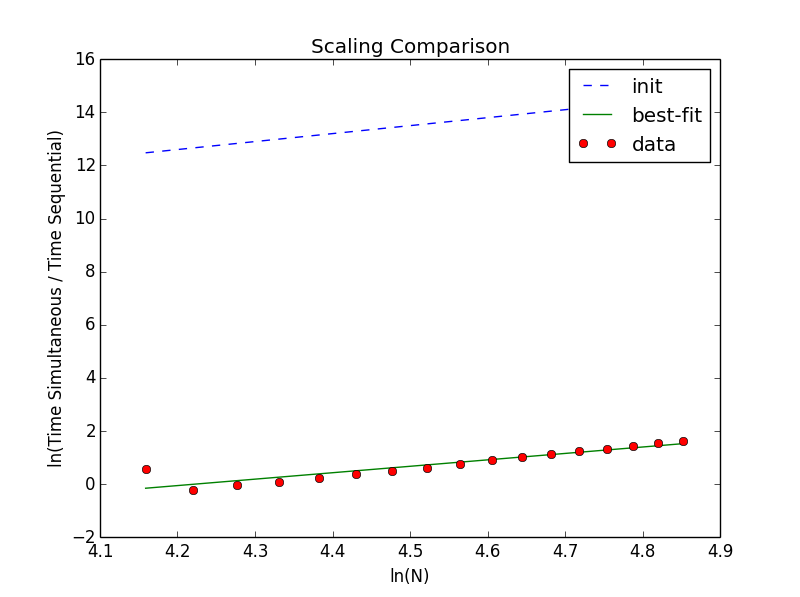 Scaling Comparison
16
14
12
10
8
6
4
2
0
−2
ln(Time Simultaneous / Time Sequential)
init
best-fit
data
4.1 4.2 4.3 4.4 4.5 4.6 4.7 4.8 4.9
ln(N)